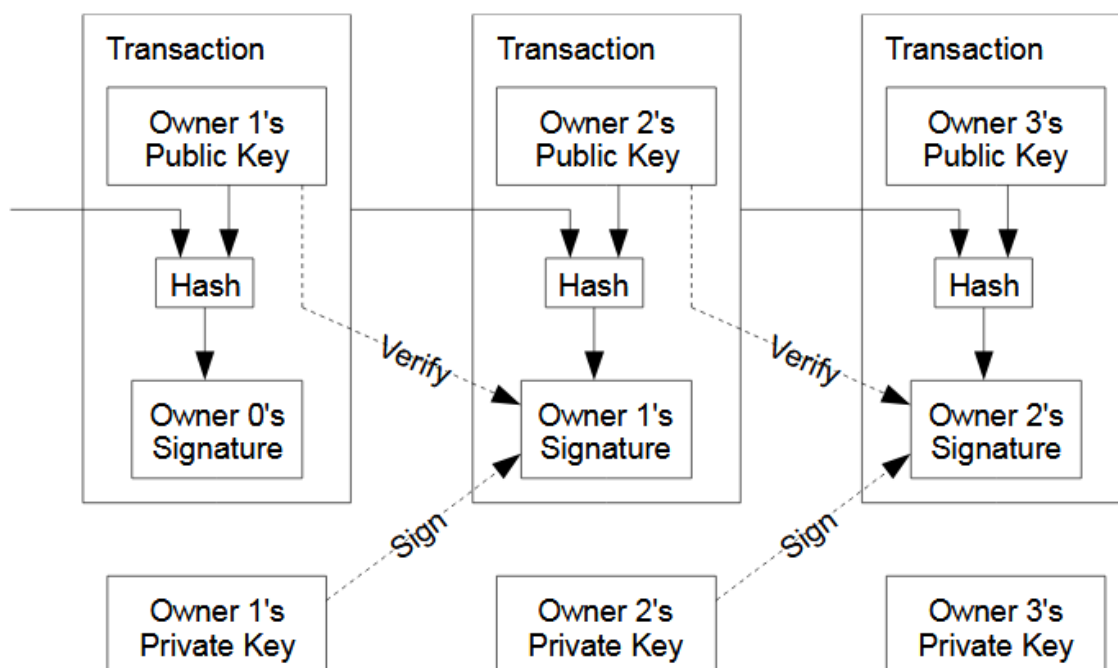 Transaction
Transaction
Transaction
Owner 1's
Public Key
Owner 2's
Public Key
Owner 3's
Public Key
Hash
Hash
Hash
Verify
Verify
Owner 0's
Signature
Owner 1's
Signature
Owner 2's
Signature
Sign
Sign
Owner 1's
Private Key
Owner 2's
Private Key
Owner 3's
Private Key